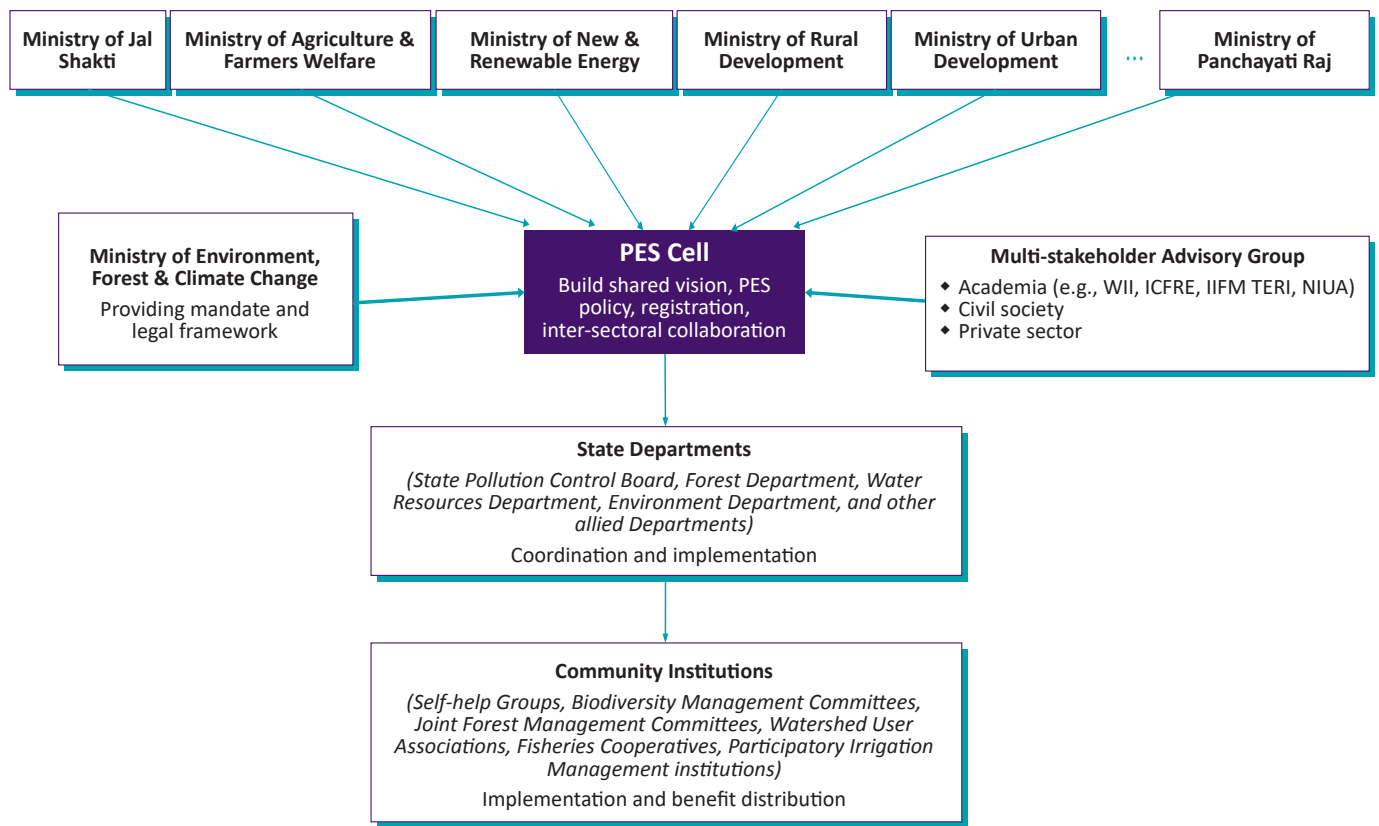 Ministry of Jal
Shakti
Ministry of Agriculture &
Farmers Welfare
Ministry of New &
Renewable Energy
Ministry of Rural
Development
Ministry of Urban
Development
...
Ministry of
Panchayati Raj
Ministry of Environment,
Forest & Climate Change
Providing mandate and
legal framework
PES Cell
Build shared vision, PES
policy, registration,
inter-sectoral collaboration
Multi-stakeholder Advisory Group
◆ Academia (e.g., WII, ICFRE, IIFM TERI, NIUA)
◆ Civil society
◆ Private sector
State Departments
(State Pollution Control Board, Forest Department, Water
Resources Department, Environment Department, and other
allied Departments)
Coordination and implementation
Community Institutions
(Self-help Groups, Biodiversity Management Committees,
Joint Forest Management Committees, Watershed User
Associations, Fisheries Cooperatives, Participatory Irrigation
Management institutions)
Implementation and benefit distribution